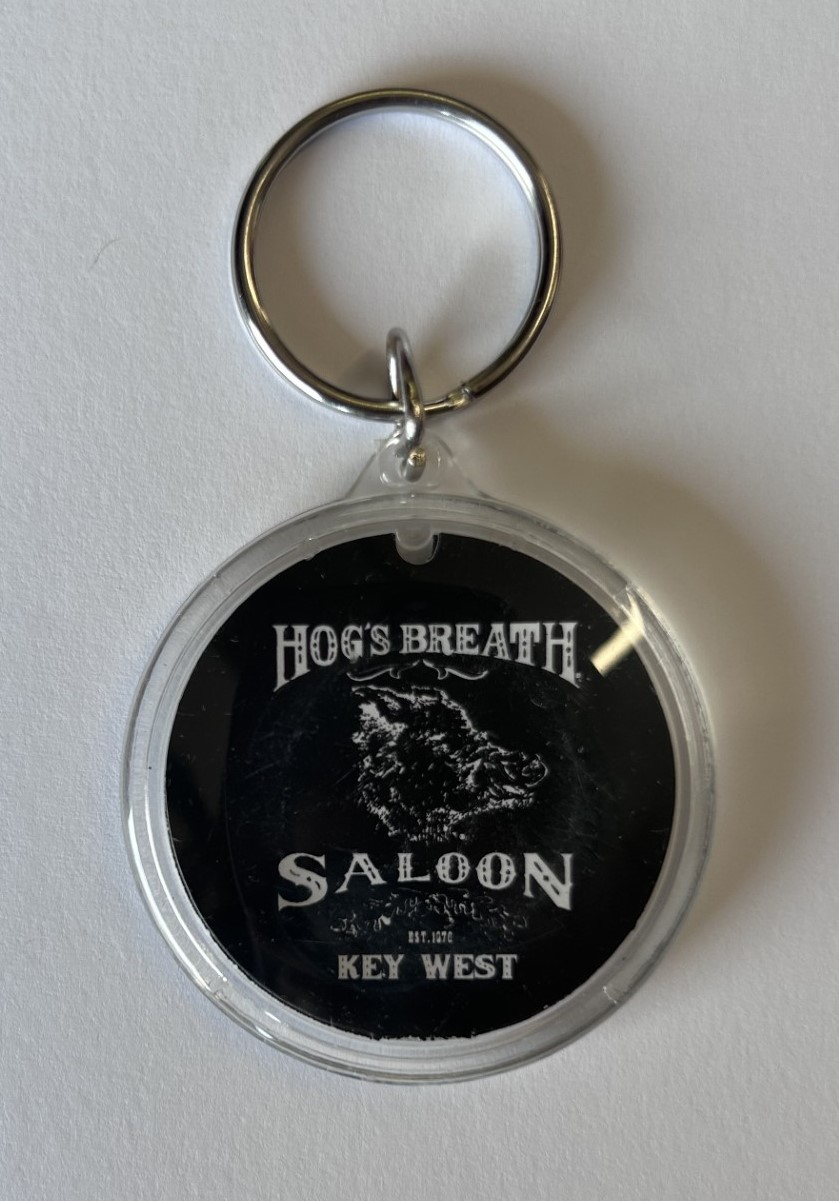 HOG'S BREATH
SALOON
EST. 1976
KEY WEST